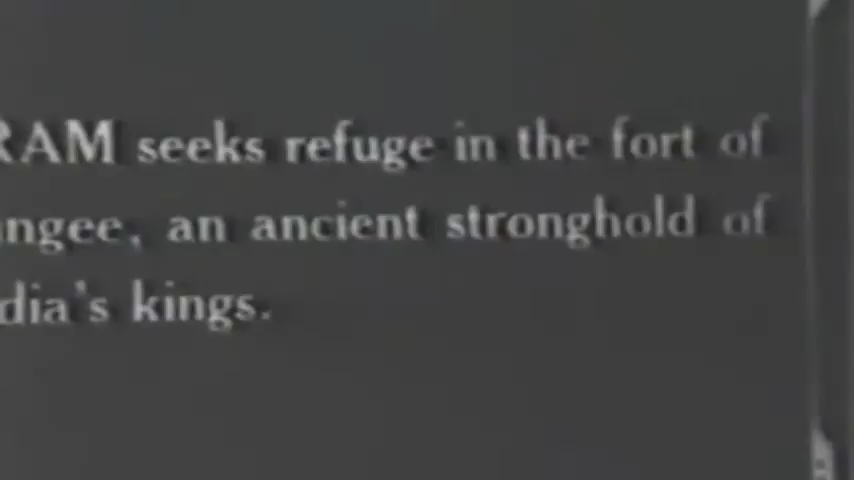 RAM seeks refuge in the fort of
ngee, an ancient stronghold of
dia's kings.